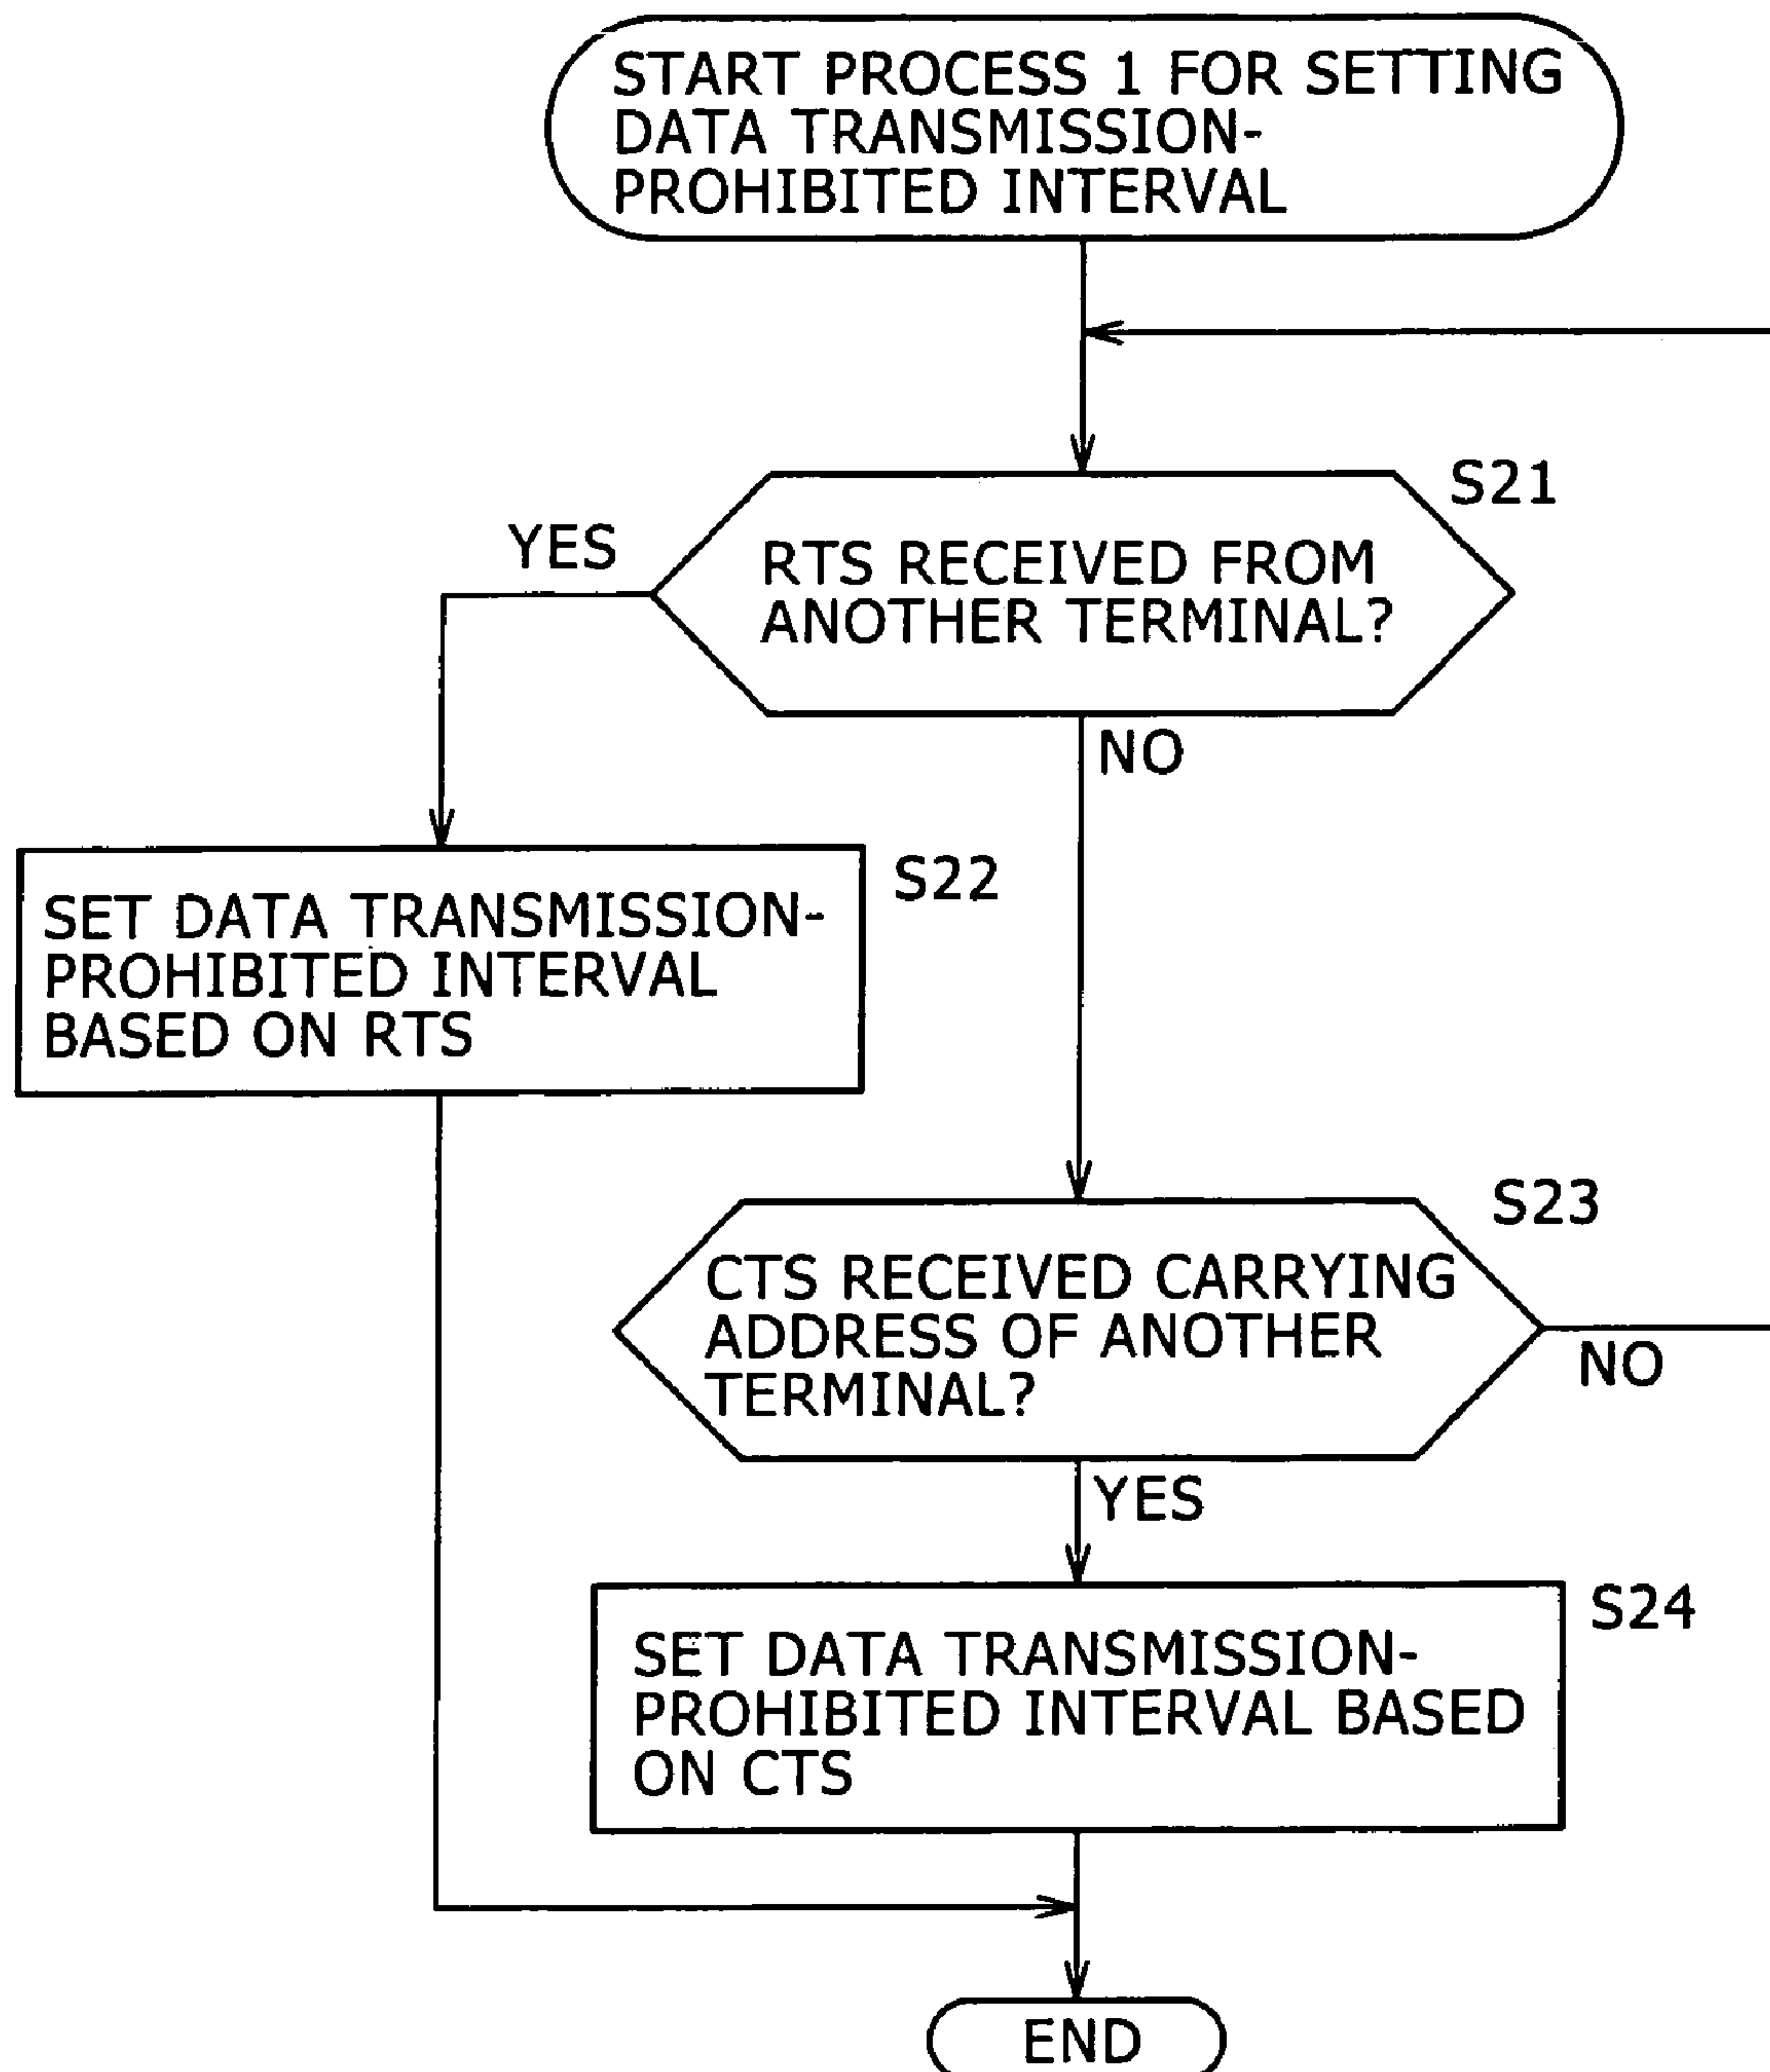 START PROCESS 1 FOR SETTING
DATA TRANSMISSION-
PROHIBITED INTERVAL
S21
YES
RTS RECEIVED FROM
ANOTHER TERMINAL?
NO
S22
SET DATA TRANSMISSION-
PROHIBITED INTERVAL
BASED ON RTS
S23
CTS RECEIVED CARRYING
ADDRESS OF ANOTHER
TERMINAL?
NO
YES
S24
SET DATA TRANSMISSION-
PROHIBITED INTERVAL BASED
ON CTS
END